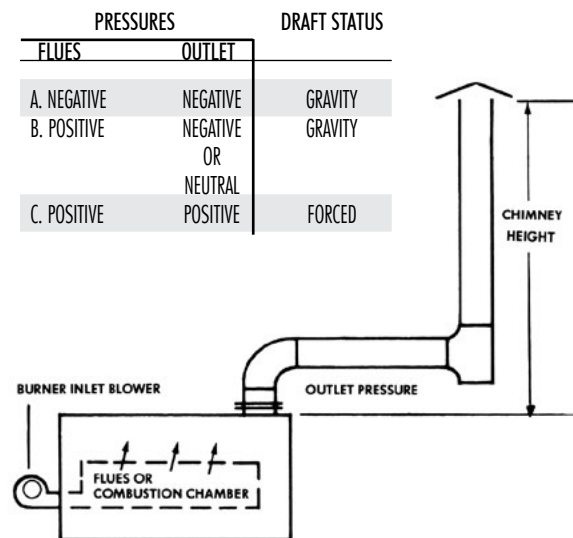 PRESSURES DRAFT STATUS
FLUES OUTLET
A. NEGATIVE NEGATIVE GRAVITY
B. POSITIVE NEGATIVE GRAVITY
OR
NEUTRAL
C. POSITIVE POSITIVE FORCED
CHIMNEY
HEIGHT
BURNER INLET BLOWER
OUTLET PRESSURE
FLUES OR
COMBUSTION CHAMBER